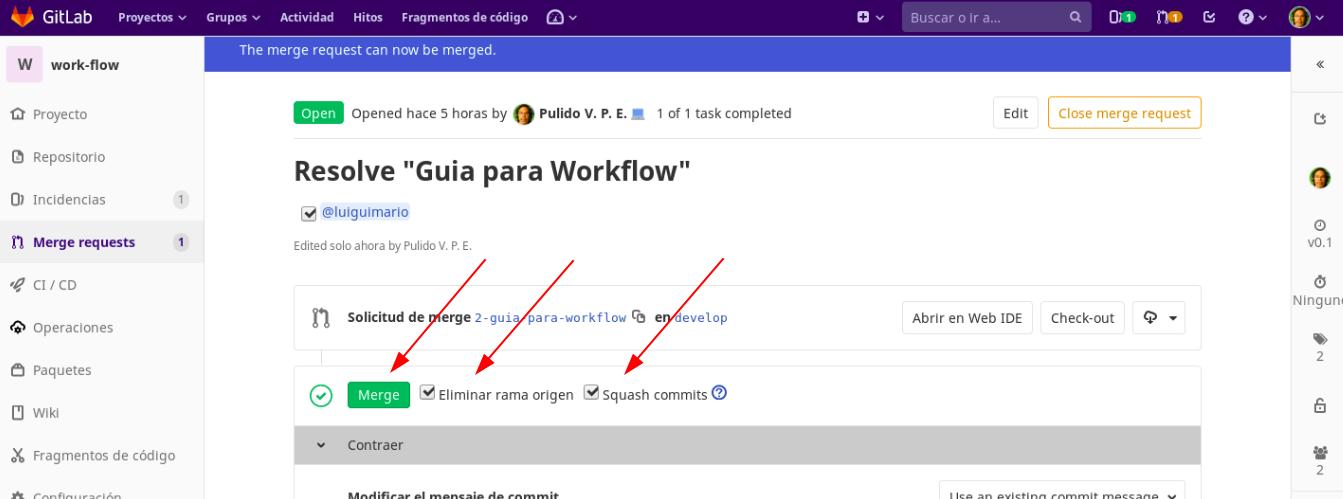 GitLab Proyectos Grupos Actividad Hitos Fragmentos de código Buscar o ir a... 1 1
The merge request can now be merged.
W work-flow
Proyecto
Repositorio
Incidencias 1
Merge requests 1
CI / CD
Operaciones
Paquetes
Wiki
Fragmentos de código
Configuración
Open Opened hace 5 horas by Pulido V. P. E. 1 of 1 task completed Edit Close merge request
Resolve "Guia para Workflow"
@luiguimario
Edited solo ahora by Pulido V. P. E.
Solicitud de merge 2-guia-para-workflow en develop Abrir en Web IDE Check-out
Merge Eliminar rama origen Squash commits
Contraer
Modificar el mensaje de commit Use an existing commit message
v0.1
Ninguno
2
2